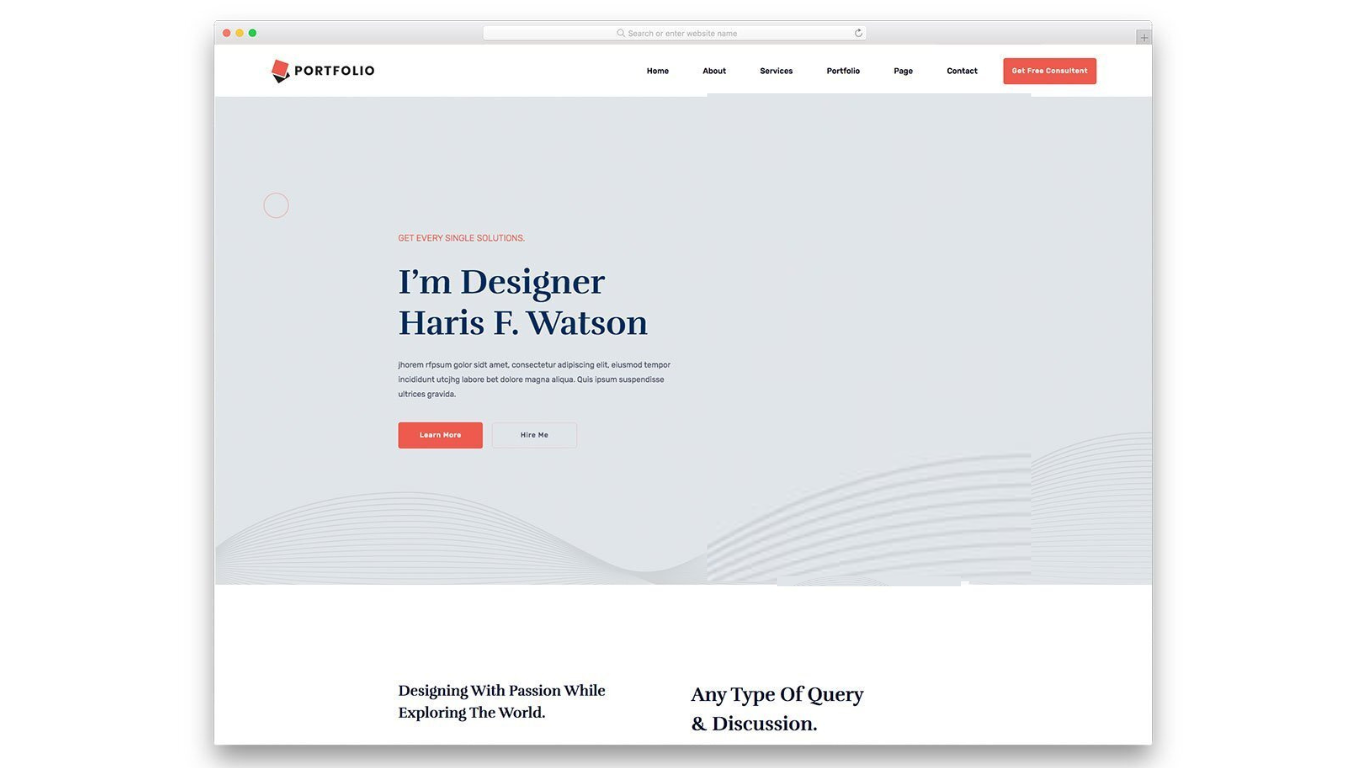 Search or enter website name
PORTFOLIO
Home About Services Portfolio Page Contact Get Free Consultent
GET EVERY SINGLE SOLUTIONS.
I’m Designer
Haris F. Watson
jhorem rfpsum golor sidt amet, consectetur adipiscing elit, eiusmod tempor
incididunt utcjhg labore bet dolore magna aliqua. Quis ipsum suspendisse
ultrices gravida.
Learn More Hire Me
Designing With Passion While
Exploring The World.
Any Type Of Query
& Discussion.